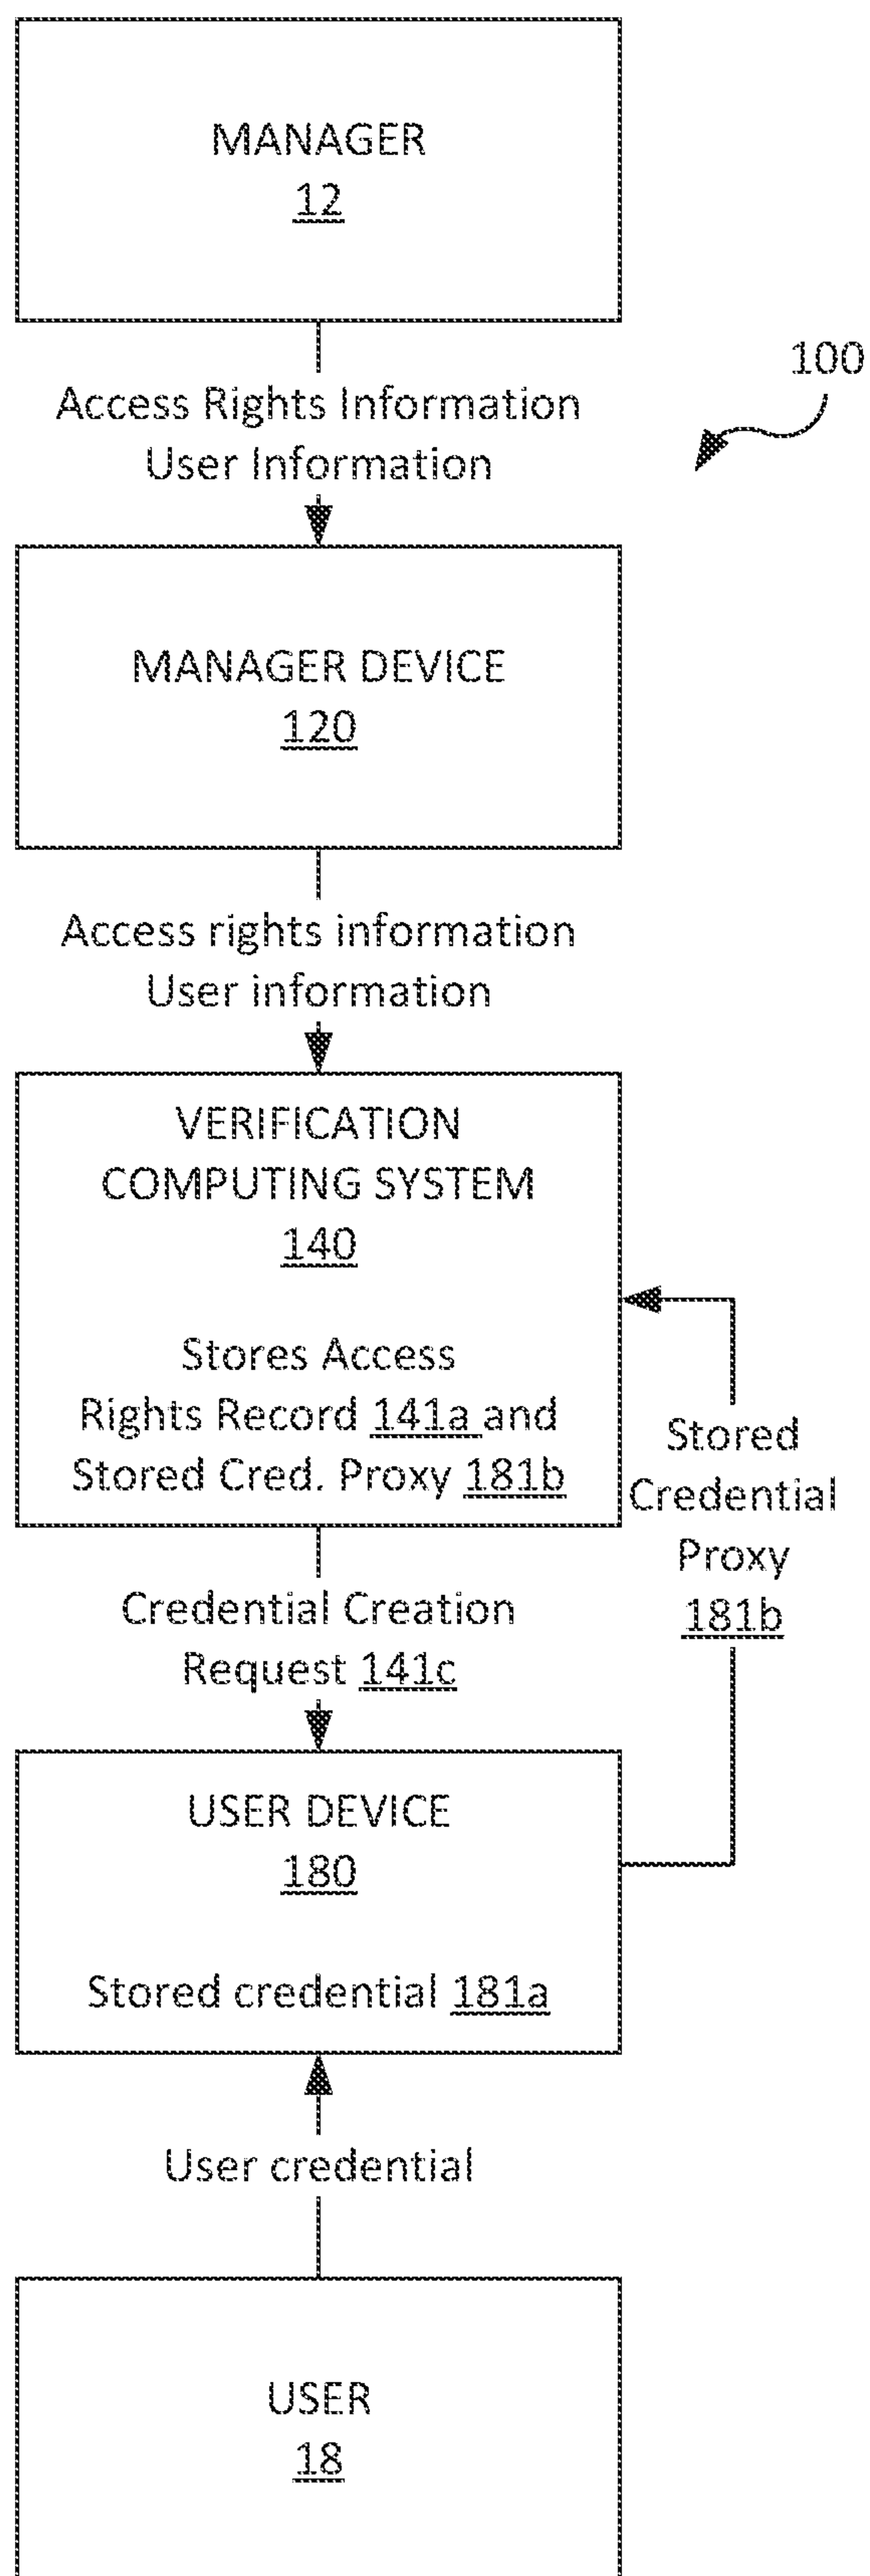 MANAGER
12
100
Access Rights Information
User Information
MANAGER DEVICE
120
Access rights information
User information
VERIFICATION
COMPUTING SYSTEM
140
Stores Access
Rights Record 141a and
Stored Cred. Proxy 181b
Stored
Credential
Proxy
181b
Credential Creation
Request 141c
USER DEVICE
180
Stored credential 181a
User credential
USER
18